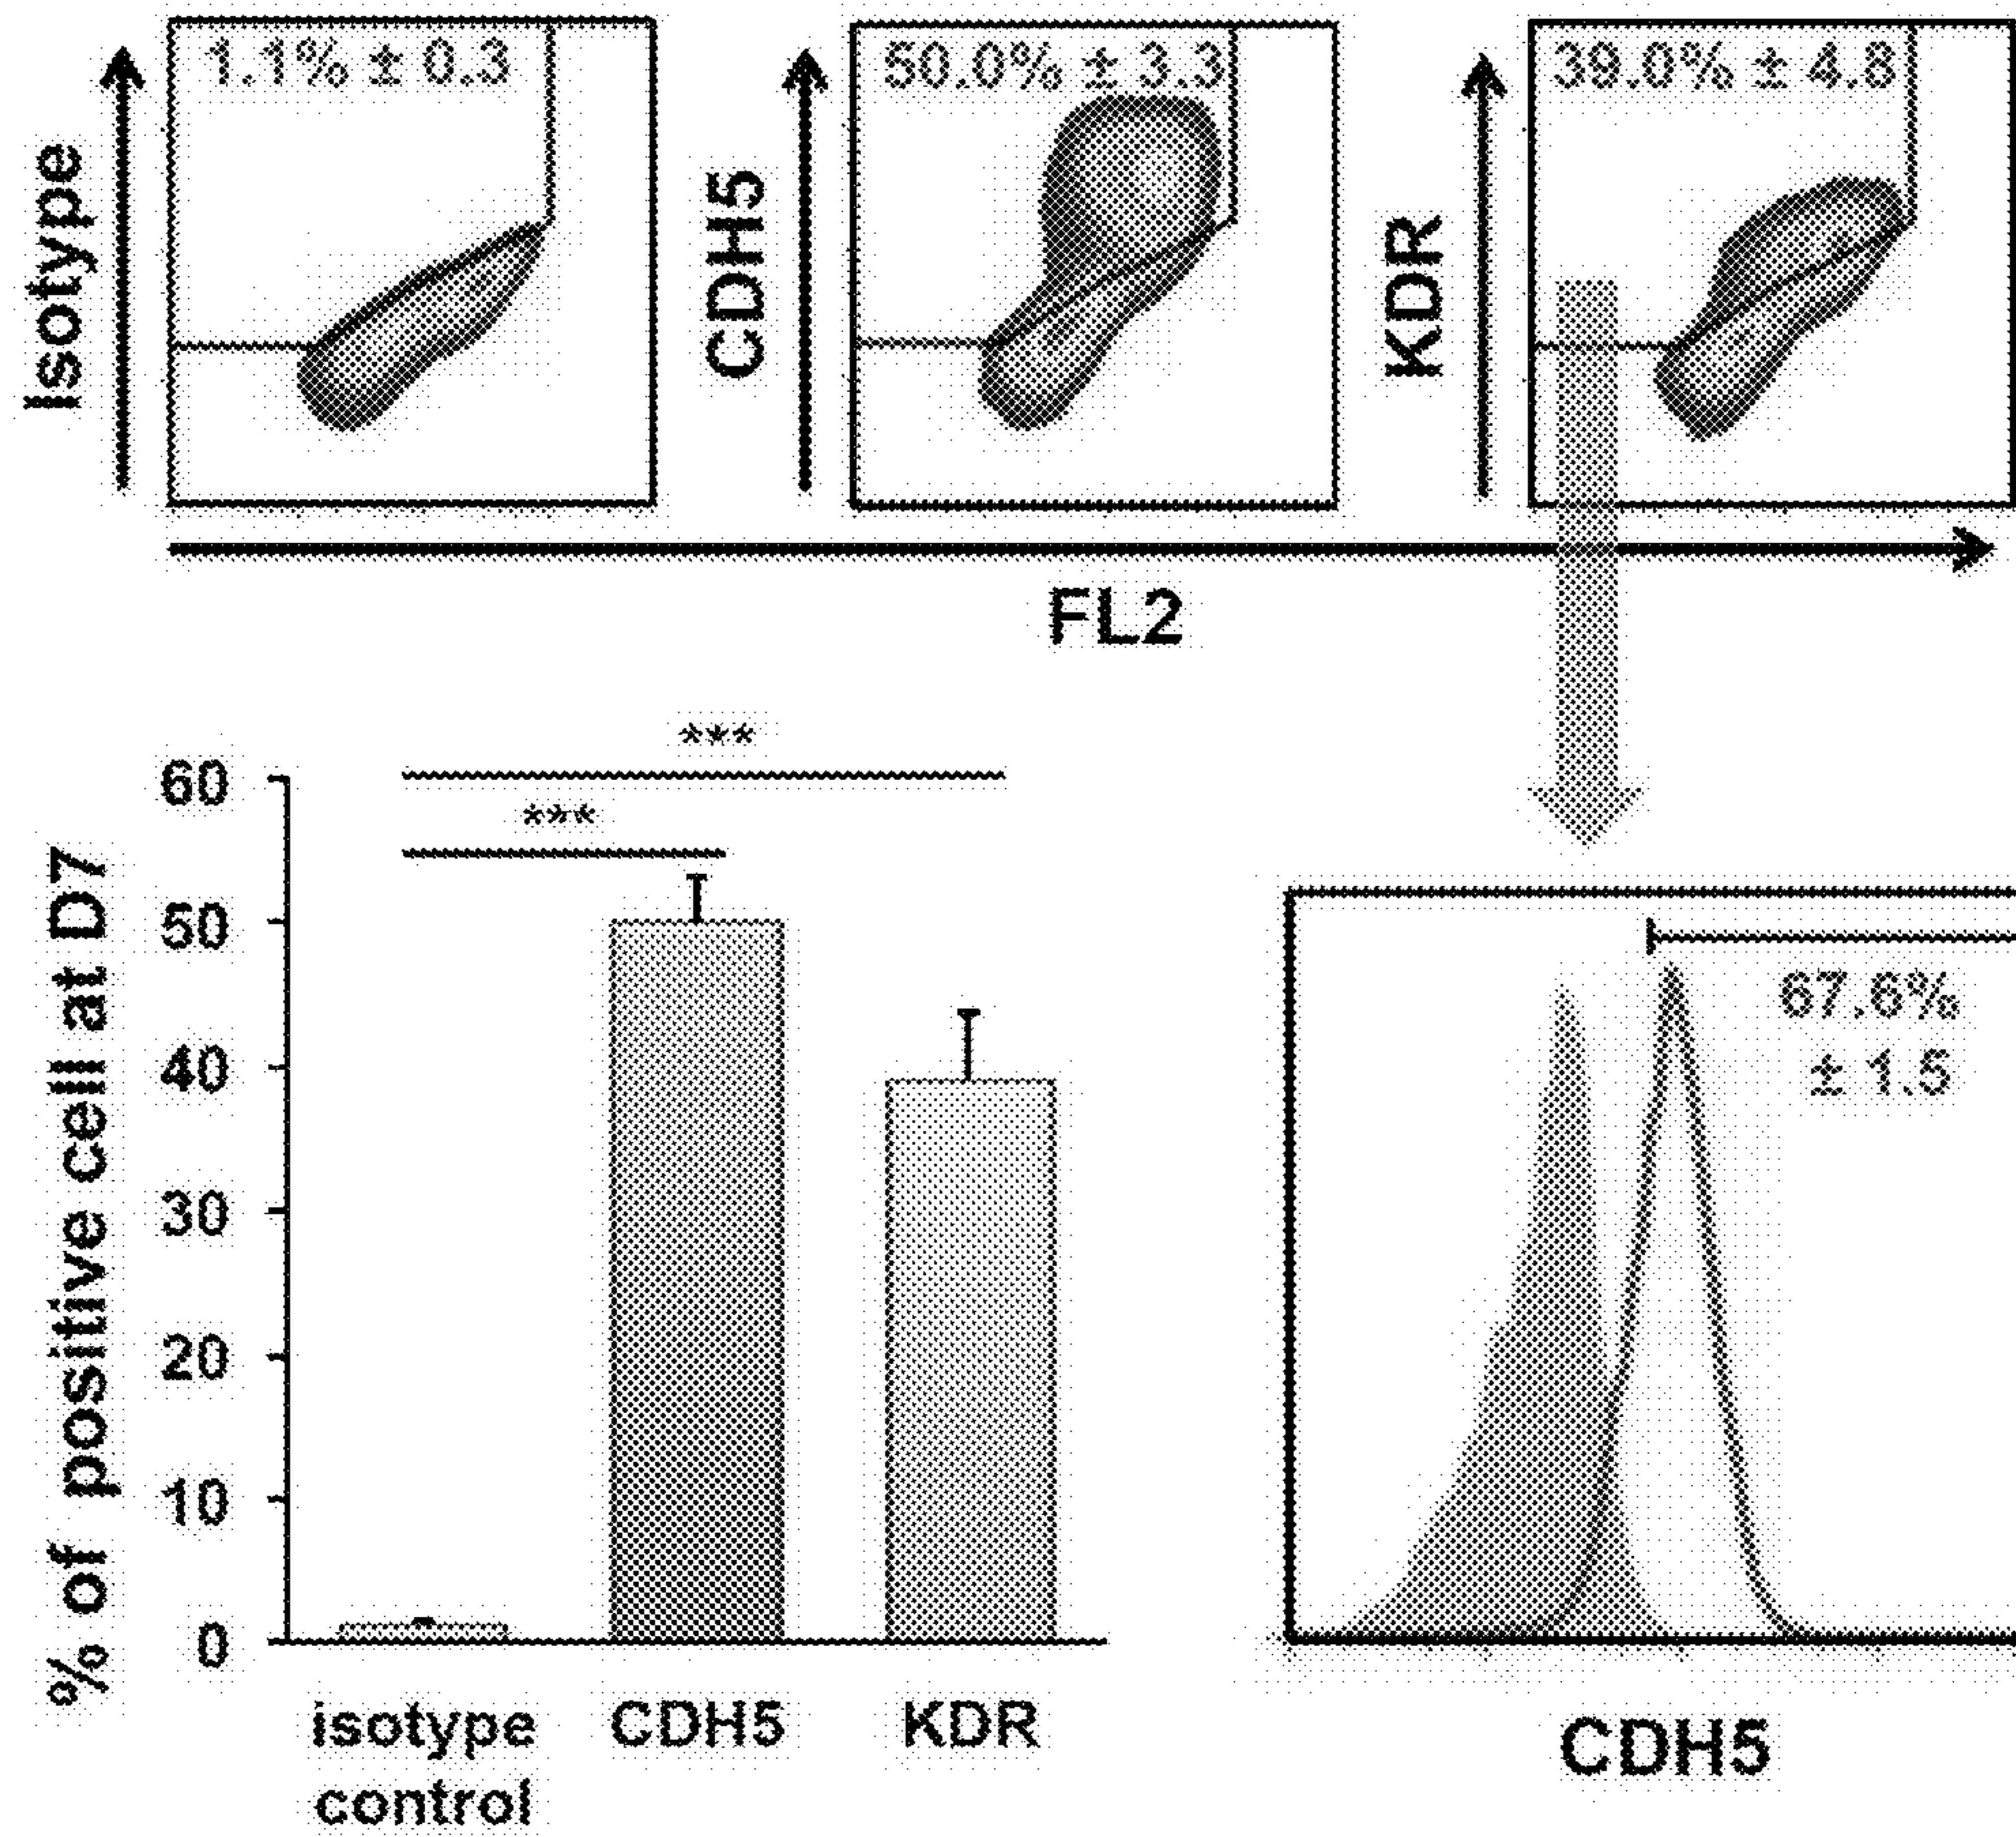 Isotype
1.1% ± 0.3
CDH5
50.0% ± 3.3
KDR
39.0% ± 4.8
FL2
% of positive cell at D7
60
50
40
30
20
10
0
***
***
isotype
control
CDH5
KDR
67.6%
± 1.5
CDH5